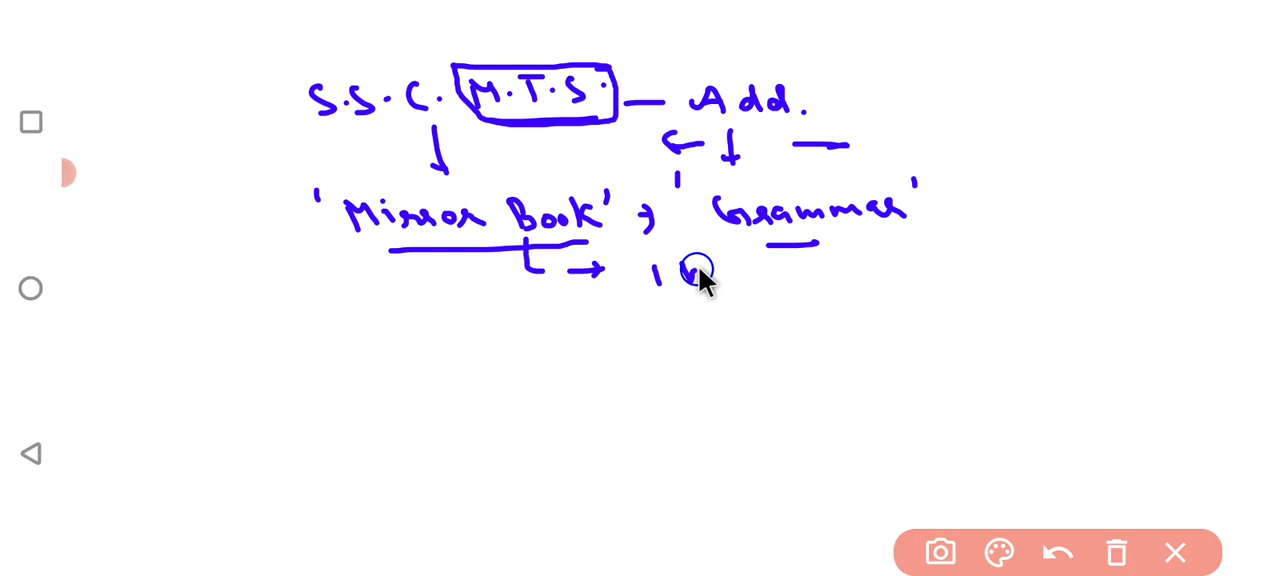 S.S.C. M.T.S. — Add.
'Mirror Book' → 'Grammar'